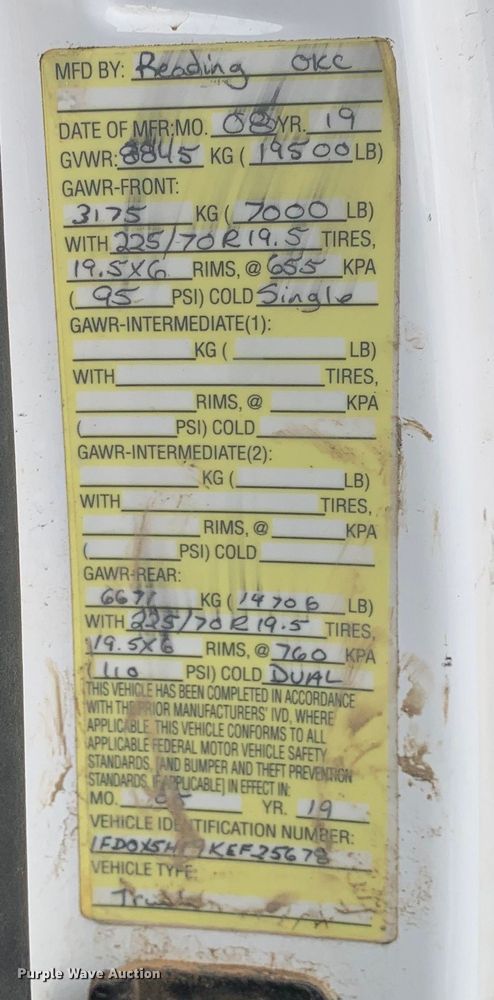 MFD BY: Reading OKC
DATE OF MFR: MO. 08 YR. 19
GVWR: 8845 KG ( 19500 LB)
GAWR-FRONT:
3175 KG ( 7000 LB)
WITH 225/70R19.5 TIRES,
19.5X6 RIMS, @ 655 KPA
( 95 PSI) COLD Single
GAWR-INTERMEDIATE(1):
KG ( LB)
WITH TIRES,
RIMS, @ KPA
( PSI) COLD
GAWR-INTERMEDIATE(2):
KG ( LB)
WITH TIRES,
RIMS, @ KPA
( PSI) COLD
GAWR-REAR:
6671 KG ( 14706 LB)
WITH 225/70R19.5 TIRES,
19.5X6 RIMS, @ 760 KPA
( 110 PSI) COLD DUAL
THIS VEHICLE HAS BEEN COMPLETED IN ACCORDANCE
WITH THE PRIOR MANUFACTURERS' IVD, WHERE
APPLICABLE. THIS VEHICLE CONFORMS TO ALL
APPLICABLE FEDERAL MOTOR VEHICLE SAFETY
STANDARDS, [AND BUMPER AND THEFT PREVENTION
STANDARDS, IF APPLICABLE] IN EFFECT IN:
MO. YR. 19
VEHICLE IDENTIFICATION NUMBER:
VEHICLE TYPE:
Truck
Purple Wave Auction